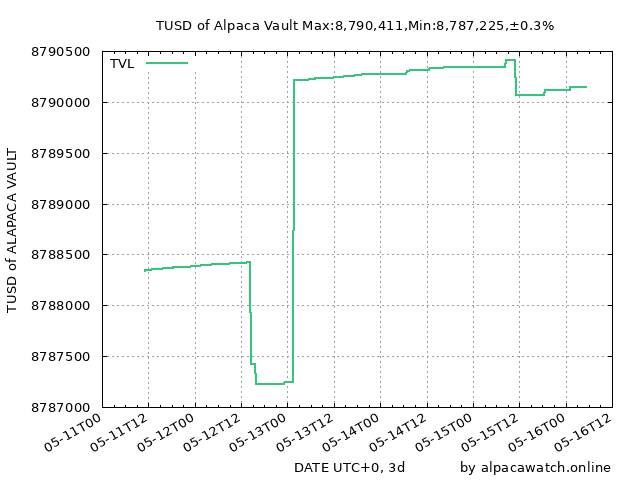 TUSD of Alpaca Vault Max:8,790,411,Min:8,787,225,±0.3%
TVL
8790500
8790000
8789500
8789000
8788500
8788000
8787500
8787000
TUSD of ALAPACA VAULT
05-11T00
05-11T12
05-12T00
05-12T12
05-13T00
05-13T12
05-14T00
05-14T12
05-15T00
05-15T12
05-16T00
05-16T12
DATE UTC+0, 3d
by alpacawatch.online